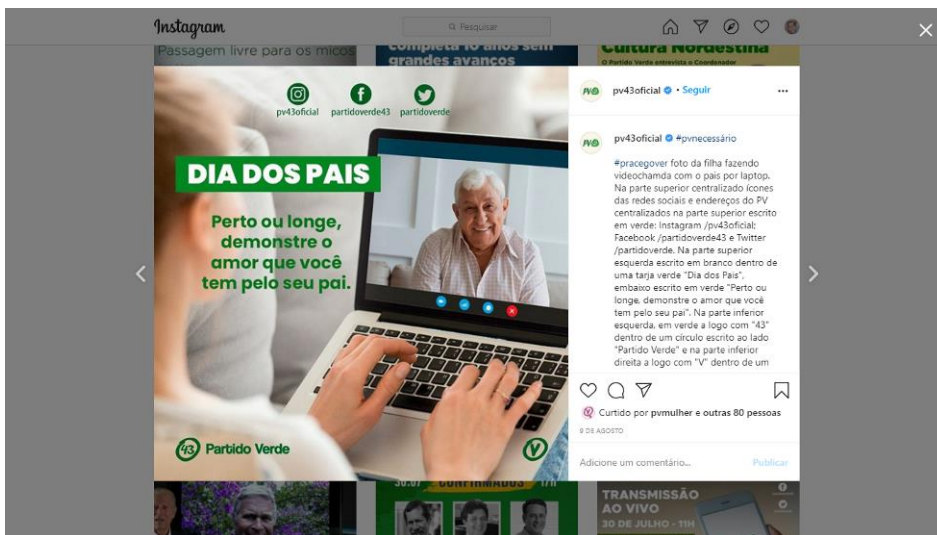 Instagram
Pesquisar
Passagem livre para os micos
Completa 10 anos sem
grandes avanços
Cultura Nordestina
O Partido Verde entrevista o Coordenador
pv43oficial partidoverde43 partidoverde
DIA DOS PAIS
Perto ou longe,
demonstre o
amor que você
tem pelo seu pai.
43 Partido Verde
V
pv43oficial • Seguir
pv43oficial #pvnecessário
#pracegover foto da filha fazendo
videochamda com o pais por laptop.
Na parte superior centralizado ícones
das redes sociais e endereços do PV
centralizados na parte superior escrito
em verde: Instagram /pv43oficial;
Facebook /partidoverde43 e Twitter
/partidoverde. Na parte superior
esquerda escrito em branco dentro de
uma tarja verde "Dia dos Pais",
embaixo escrito em verde "Perto ou
longe, demonstre o amor que você
tem pelo seu pai". Na parte inferior
esquerda, em verde a logo com "43"
dentro de um círculo escrito ao lado
"Partido Verde" e na parte inferior
direita a logo com "V" dentro de um
Curtido por pvmulher e outras 80 pessoas
9 DE AGOSTO
Adicione um comentário... Publicar
30.07 CONFIRMADOS 17h
TRANSMISSÃO
AO VIVO
30 DE JULHO - 11H